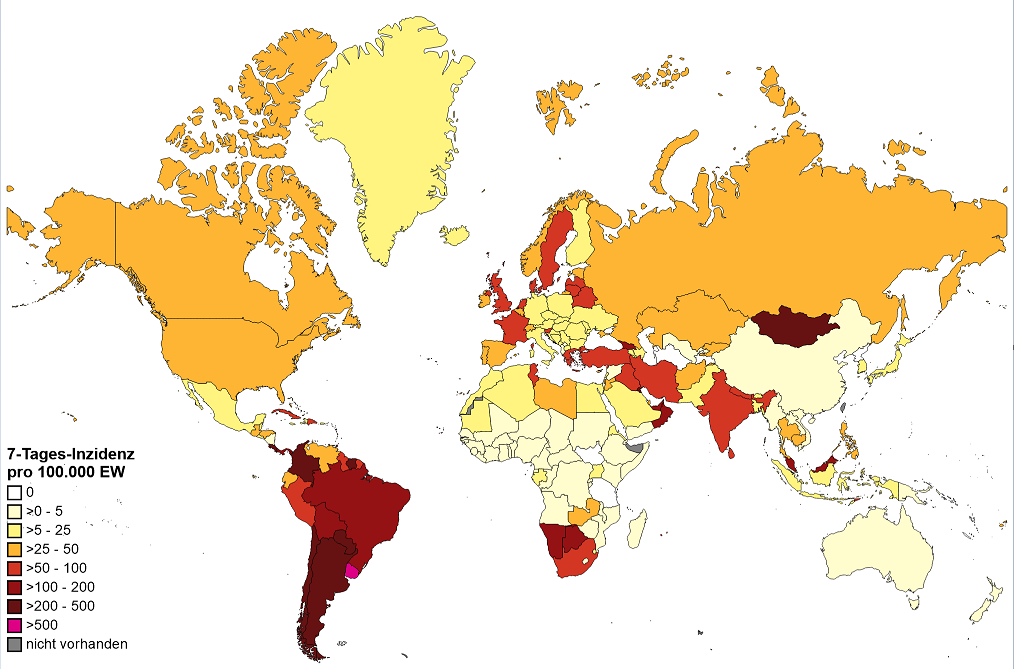 7-Tages-Inzidenz
pro 100.000 EW
0
>0 - 5
>5 - 25
>25 - 50
>50 - 100
>100 - 200
>200 - 500
>500
nicht vorhanden